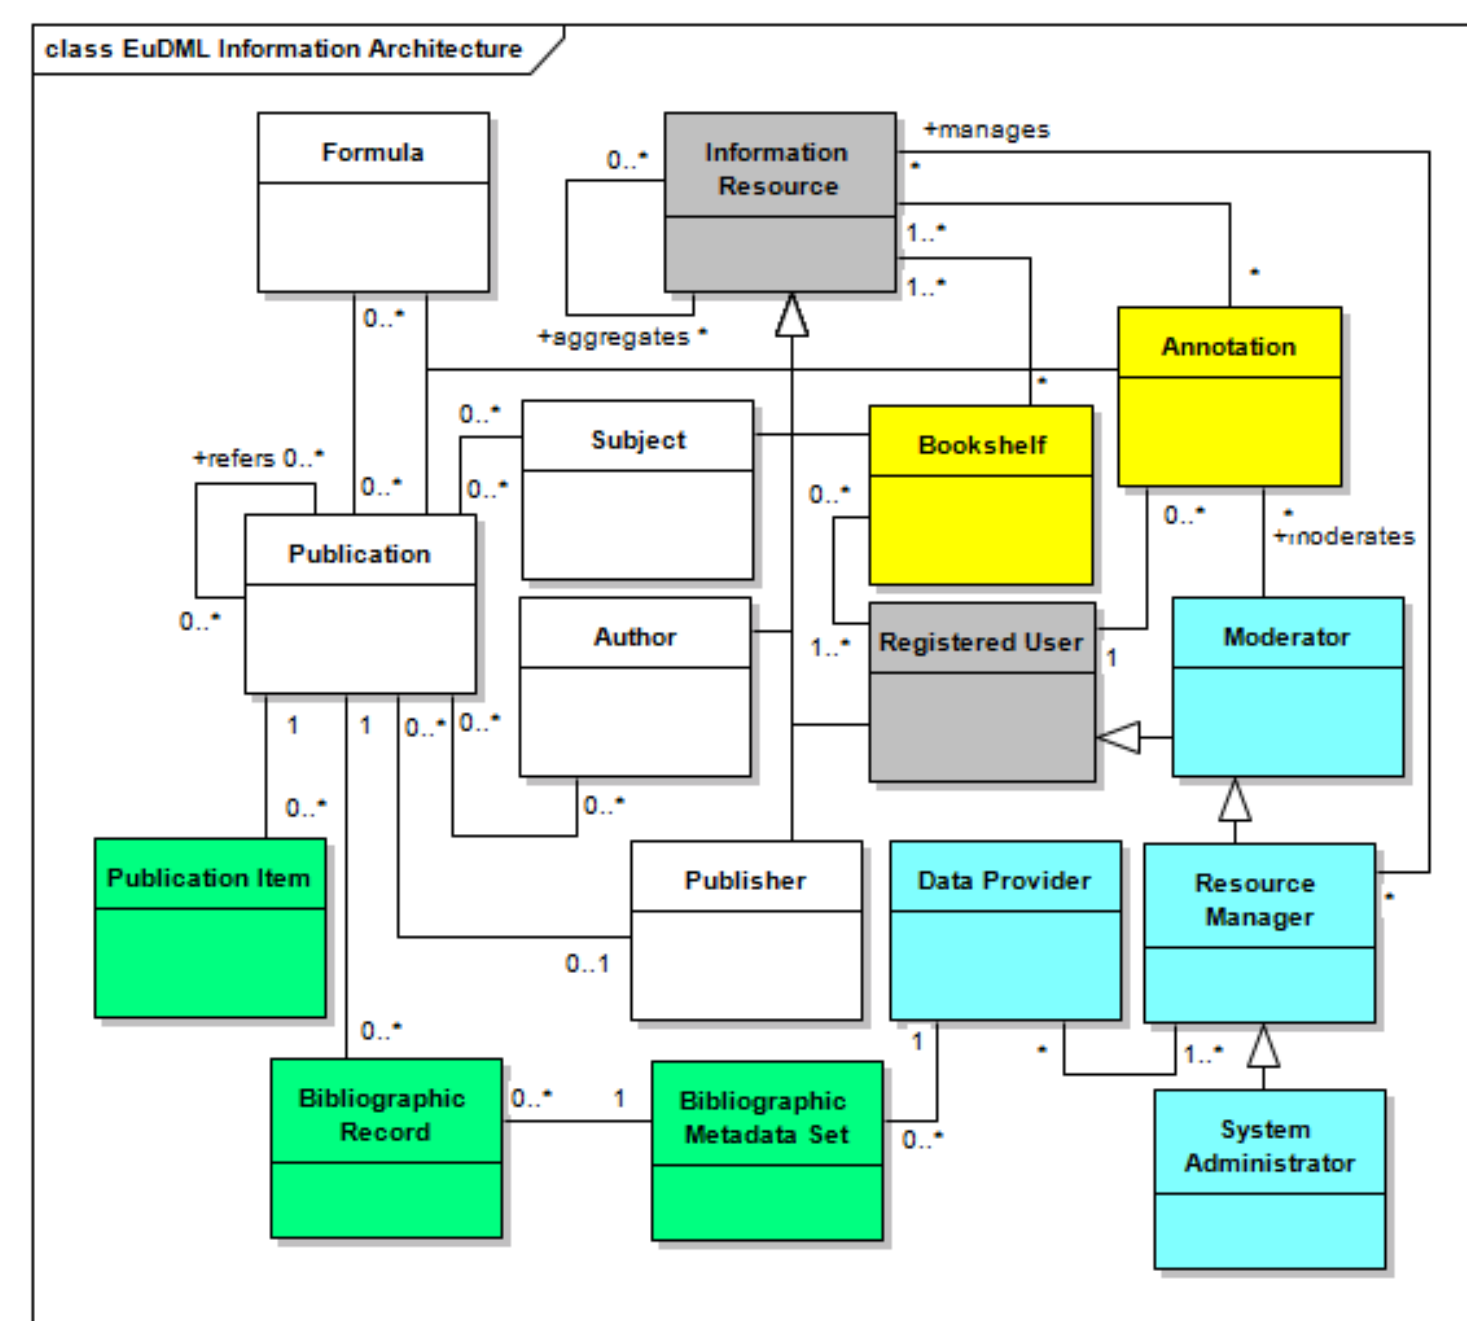 class EuDML Information Architecture
Formula
Information
Resource
+manages
*
0..*
1..*
1..*
*
+aggregates *
0..*
Annotation
*
0..*
Subject
Bookshelf
+refers 0..*
0..*
0..*
0..*
0..*
*
+moderates
Publication
0..*
Author
Registered User
1
Moderator
1..*
1
1
0..*
0..*
0..*
0..*
Publication Item
Publisher
Data Provider
Resource
Manager
*
0..1
0..*
1
*
1..*
Bibliographic
Record
0..*
1
Bibliographic
Metadata Set
0..*
System
Administrator